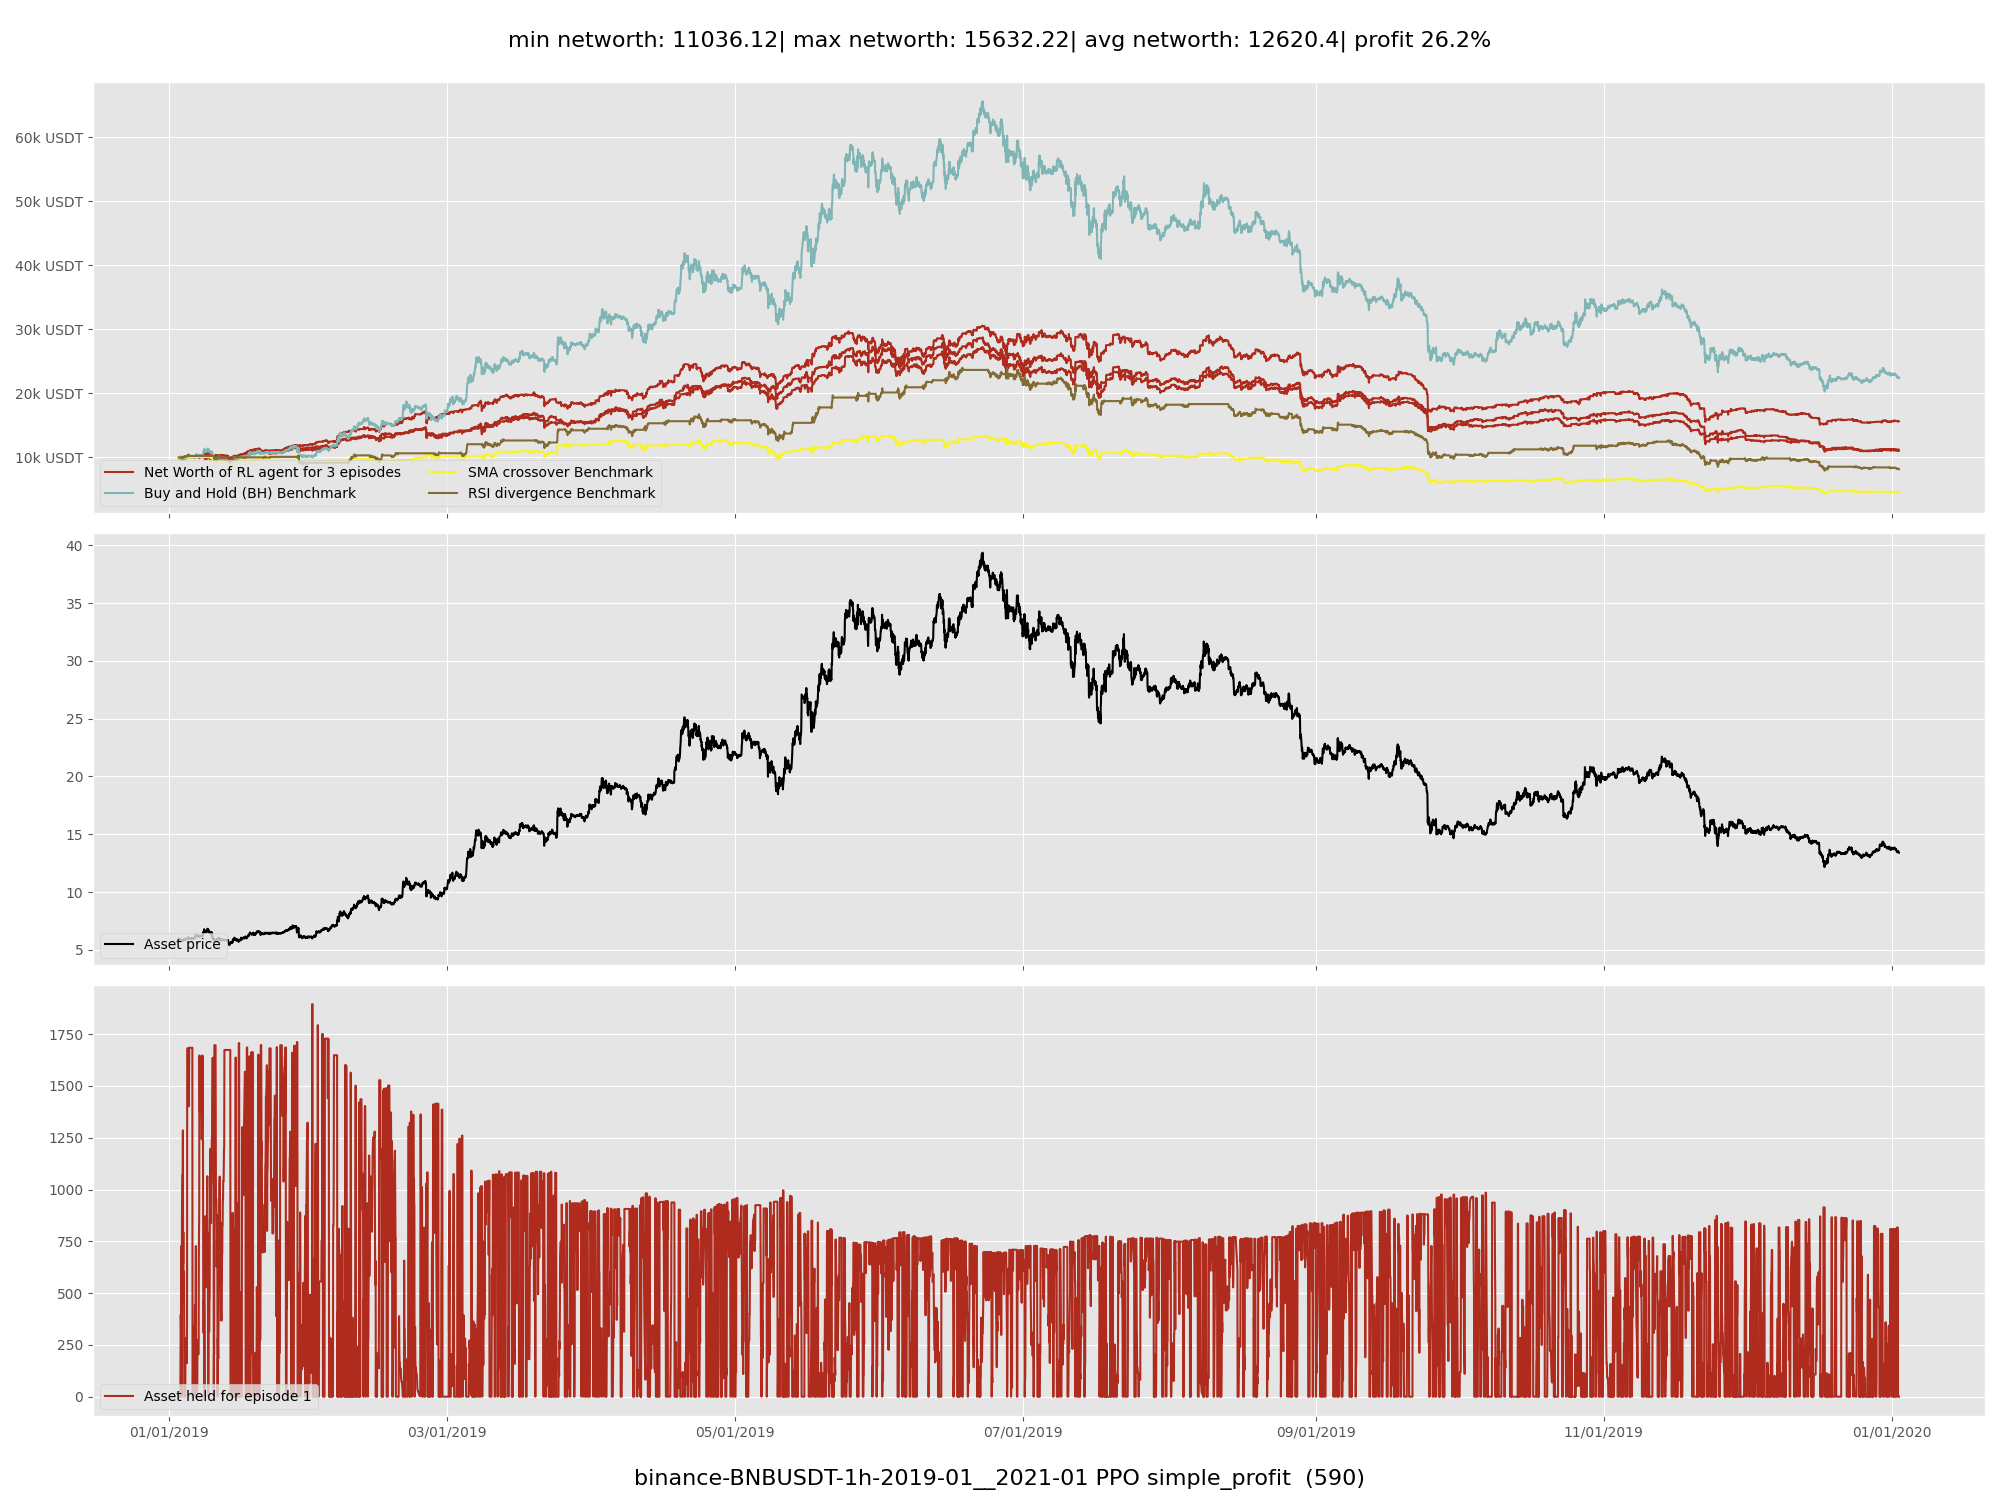 min networth: 11036.12| max networth: 15632.22| avg networth: 12620.4| profit 26.2%
60k USDT
50k USDT
40k USDT
30k USDT
20k USDT
10k USDT
Net Worth of RL agent for 3 episodes
Buy and Hold (BH) Benchmark
SMA crossover Benchmark
RSI divergence Benchmark
40
35
30
25
20
15
10
5
Asset price
1750
1500
1250
1000
750
500
250
0
Asset held for episode 1
01/01/2019 03/01/2019 05/01/2019 07/01/2019 09/01/2019 11/01/2019 01/01/2020
binance-BNBUSDT-1h-2019-01__2021-01 PPO simple_profit (590)